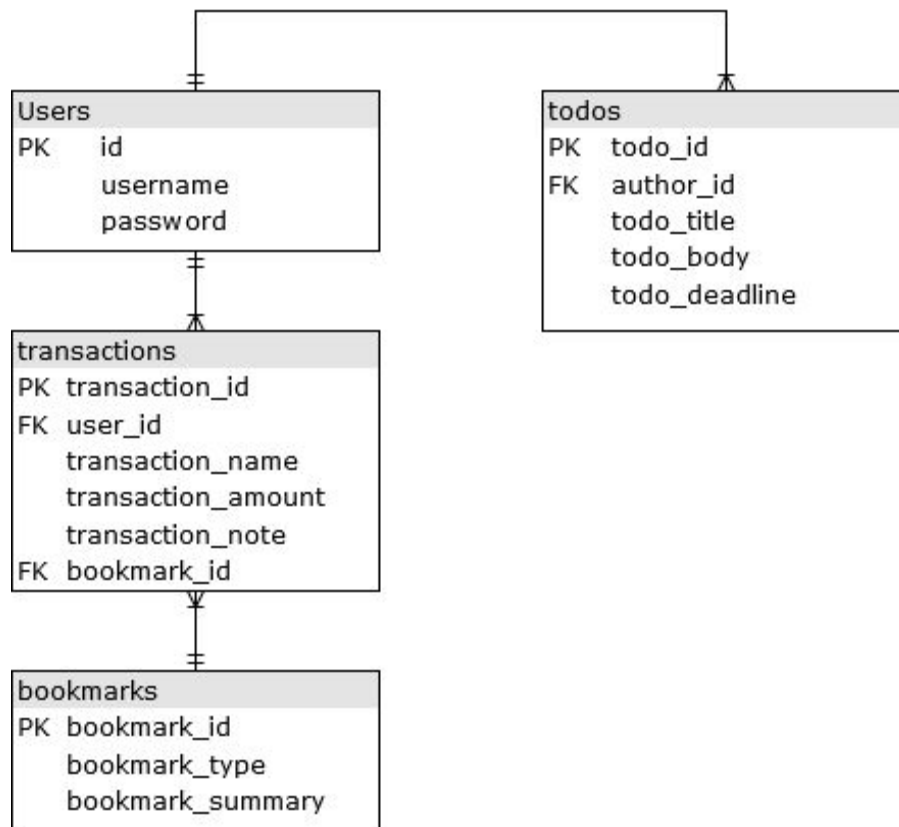 Users
PK id
username
password
todos
PK todo_id
FK author_id
todo_title
todo_body
todo_deadline
transactions
PK transaction_id
FK user_id
transaction_name
transaction_amount
transaction_note
FK bookmark_id
bookmarks
PK bookmark_id
bookmark_type
bookmark_summary